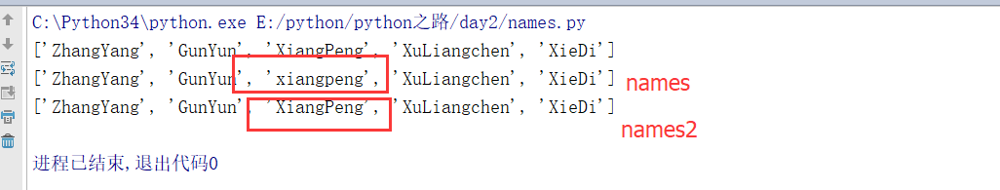 C:\Python34\python.exe E:/python/python之路/day2/names.py
['ZhangYang', 'GunYun', 'XiangPeng', 'XuLiangchen', 'XieDi']
['ZhangYang', 'GunYun', 'xiangpeng', 'XuLiangchen', 'XieDi']
names
['ZhangYang', 'GunYun', 'XiangPeng', 'XuLiangchen', 'XieDi']
names2
进程已结束,退出代码0